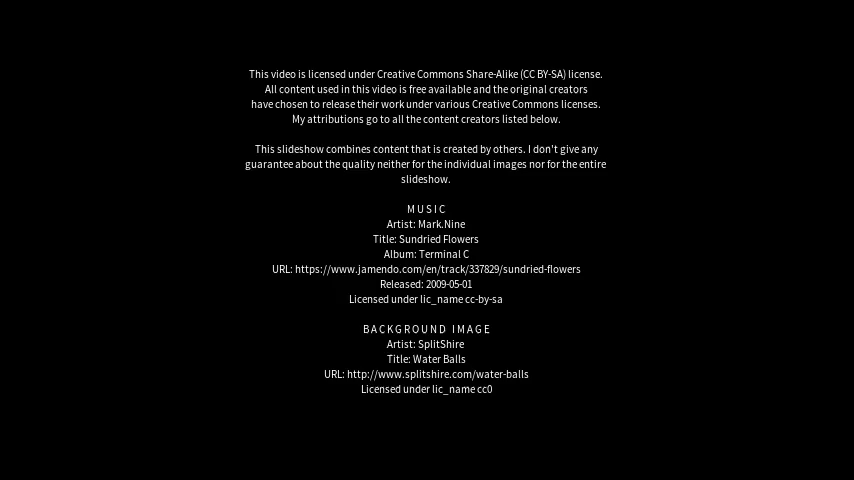 This video is licensed under Creative Commons Share-Alike (CC BY-SA) license.
All content used in this video is free available and the original creators
have chosen to release their work under various Creative Commons licenses.
My attributions go to all the content creators listed below.
This slideshow combines content that is created by others. I don't give any
guarantee about the quality neither for the individual images nor for the entire
slideshow.
MUSIC
Artist: Mark.Nine
Title: Sundried Flowers
Album: Terminal C
URL: https://www.jamendo.com/en/track/337829/sundried-flowers
Released: 2009-05-01
Licensed under lic_name cc-by-sa
BACKGROUND IMAGE
Artist: SplitShire
Title: Water Balls
URL: http://www.splitshire.com/water-balls
Licensed under lic_name cc0